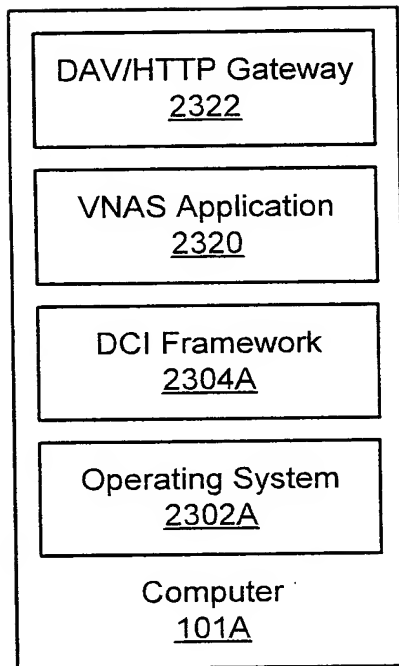 DAV/HTTP Gateway
2322
VNAS Application
2320
DCI Framework
2304A
Operating System
2302A
Computer
101A